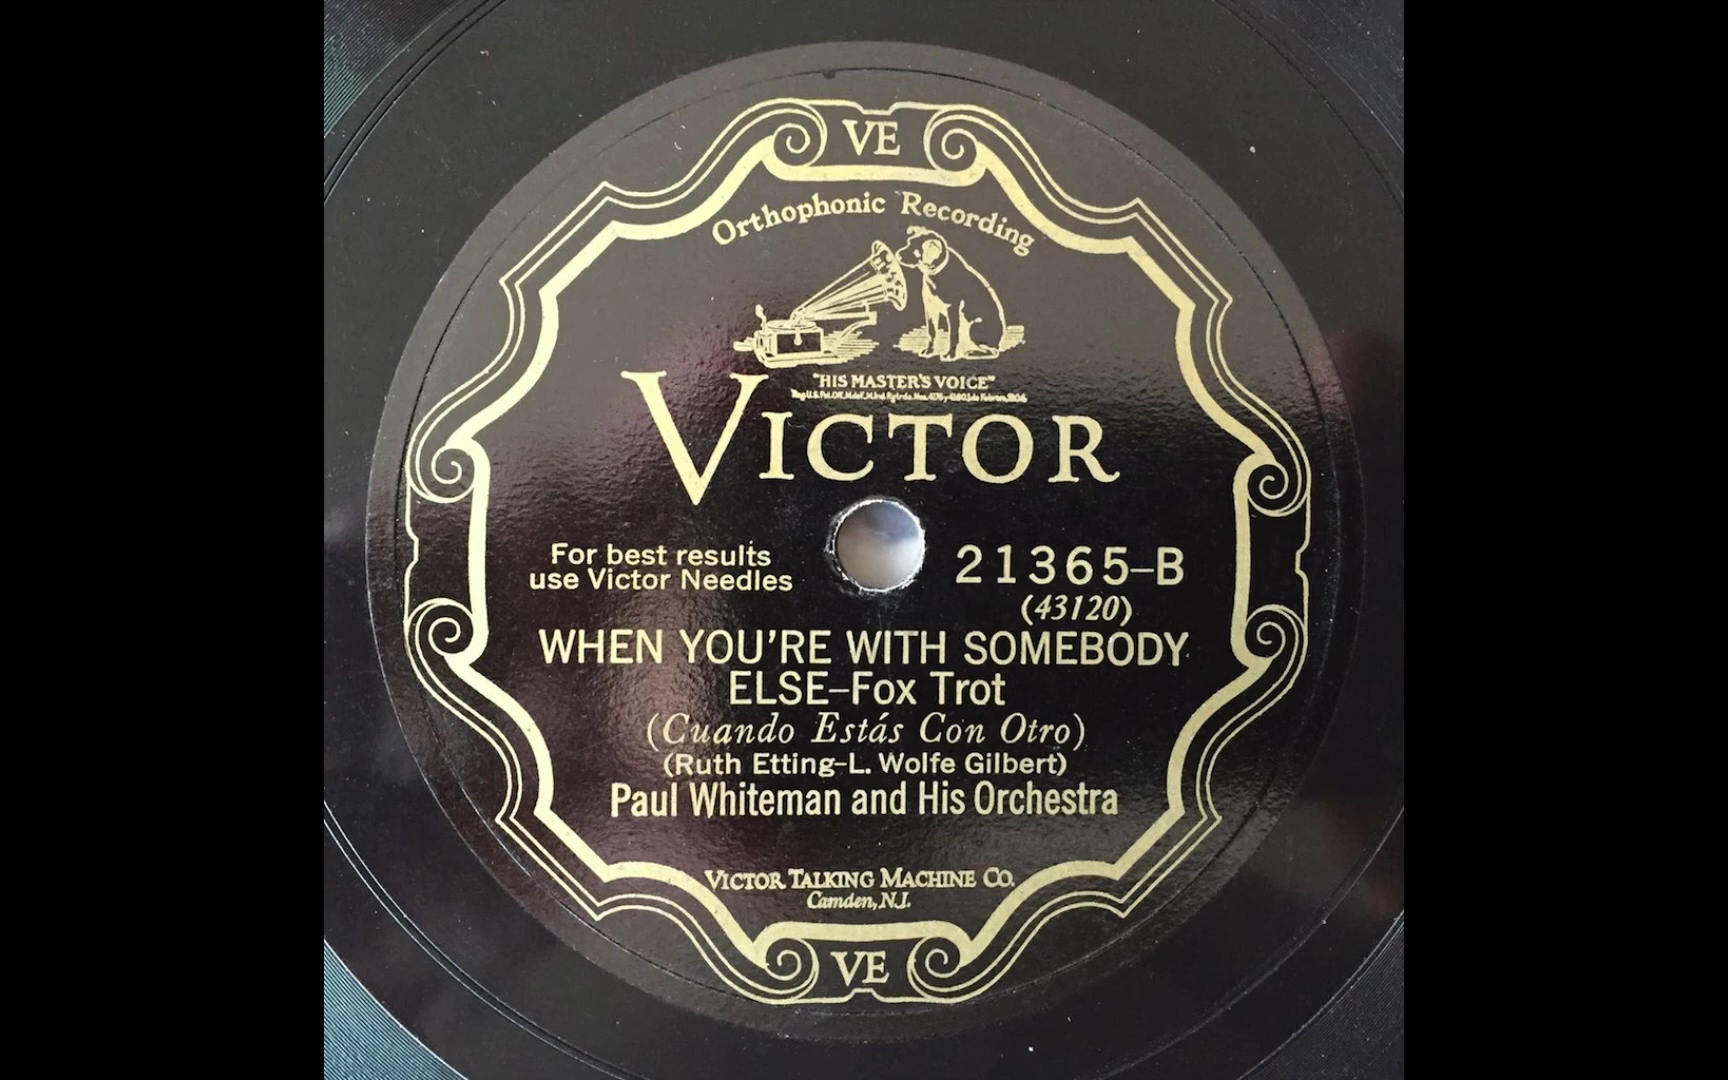 VE
Orthophonic Recording
"HIS MASTER'S VOICE"
VICTOR
For best results
use Victor Needles
21365-B
(43120)
WHEN YOU'RE WITH SOMEBODY
ELSE-Fox Trot
(Cuando Estás Con Otro)
(Ruth Etting-L. Wolfe Gilbert)
Paul Whiteman and His Orchestra
VICTOR TALKING MACHINE CO.
Camden, N.J.
VE